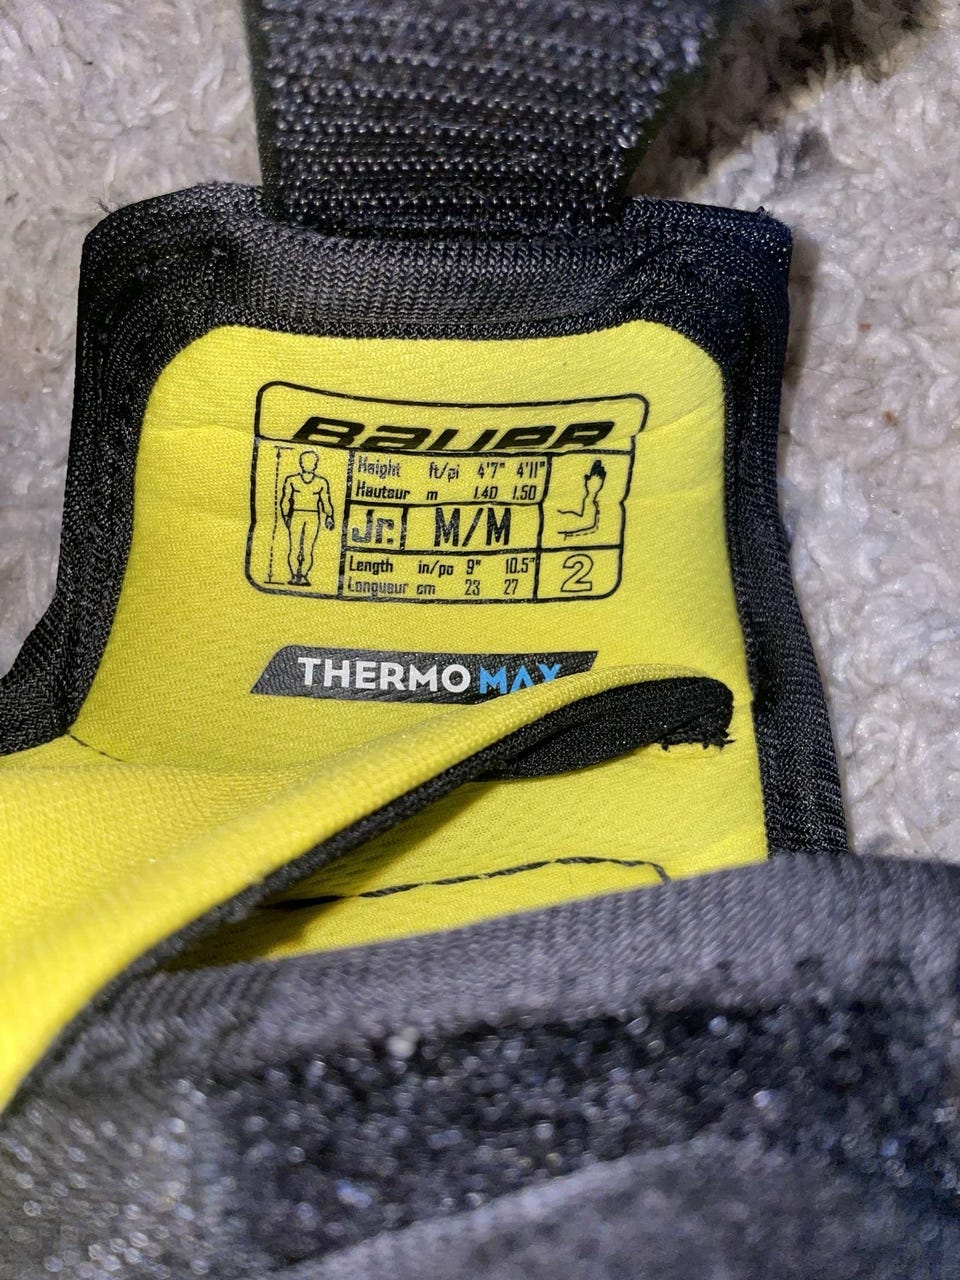 BAUER
Height ft/pi 4'7" 4'11"
Hauteur m 1.40 1.50
Jr. M/M
Length in/po 9" 10.5"
Longueur cm 23 27
2
THERMO MAX